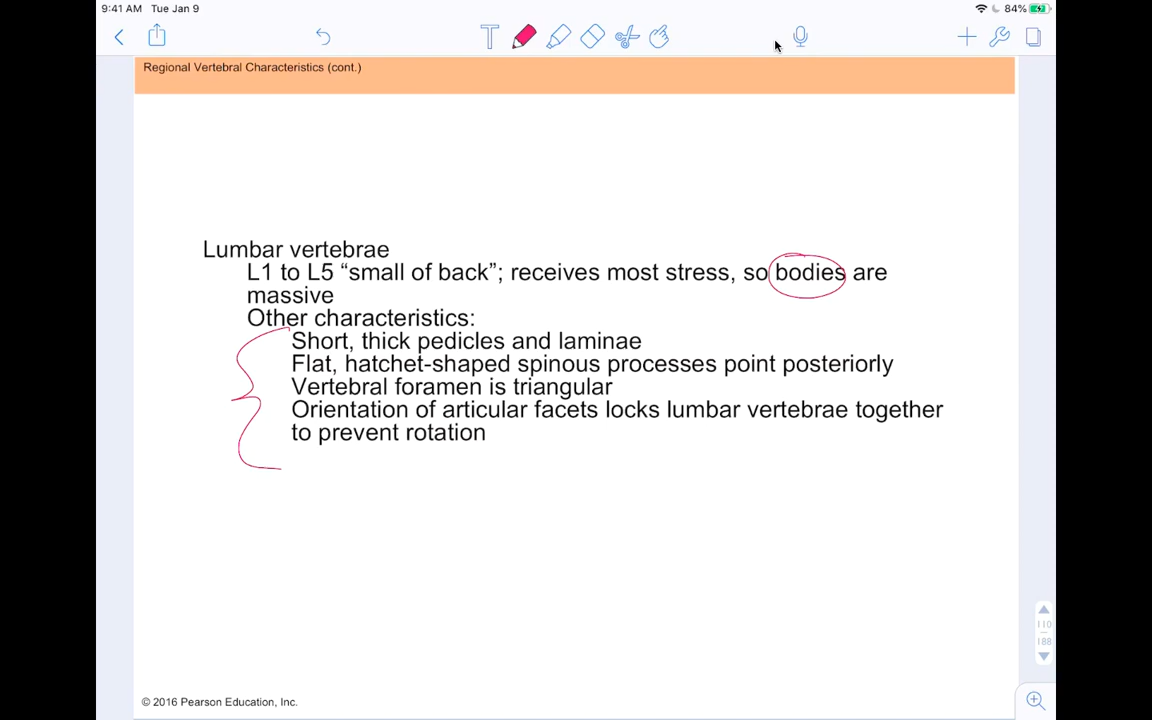 9:41 AM Tue Jan 9 84%
T
Regional Vertebral Characteristics (cont.)
Lumbar vertebrae
L1 to L5 “small of back”; receives most stress, so bodies are
massive
Other characteristics:
Short, thick pedicles and laminae
Flat, hatchet-shaped spinous processes point posteriorly
Vertebral foramen is triangular
Orientation of articular facets locks lumbar vertebrae together
to prevent rotation
110
188
© 2016 Pearson Education, Inc.